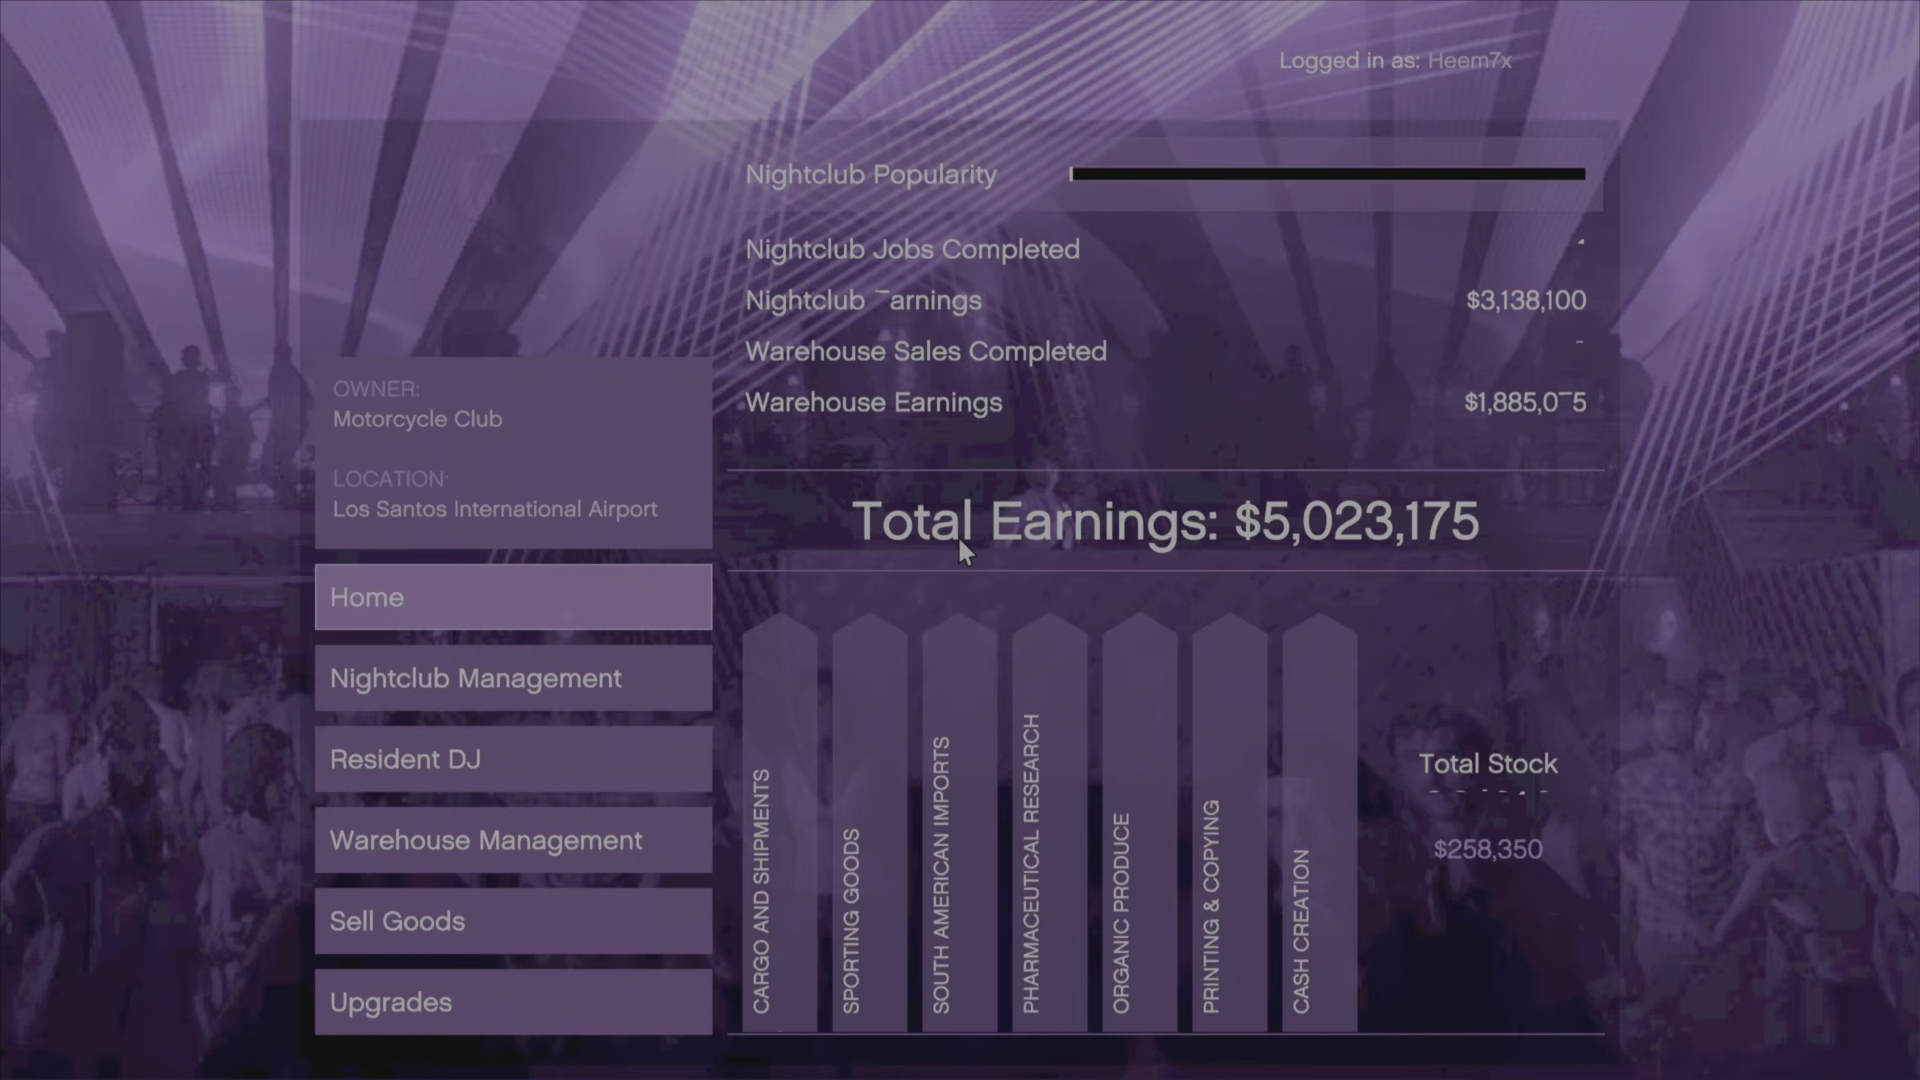 Logged in as: Heem7x
Nightclub Popularity
Nightclub Jobs Completed
Nightclub arnings
$3,138,100
Warehouse Sales Completed
Warehouse Earnings
OWNER:
Motorcycle Club
LOCATION:
Los Santos International Airport
Total Earnings: $5,023,175
Home
Nightclub Management
Resident DJ
Warehouse Management
Sell Goods
Upgrades
CARGO AND SHIPMENTS
SPORTING GOODS
SOUTH AMERICAN IMPORTS
PHARMACEUTICAL RESEARCH
ORGANIC PRODUCE
PRINTING & COPYING
CASH CREATION
Total Stock
$258,350